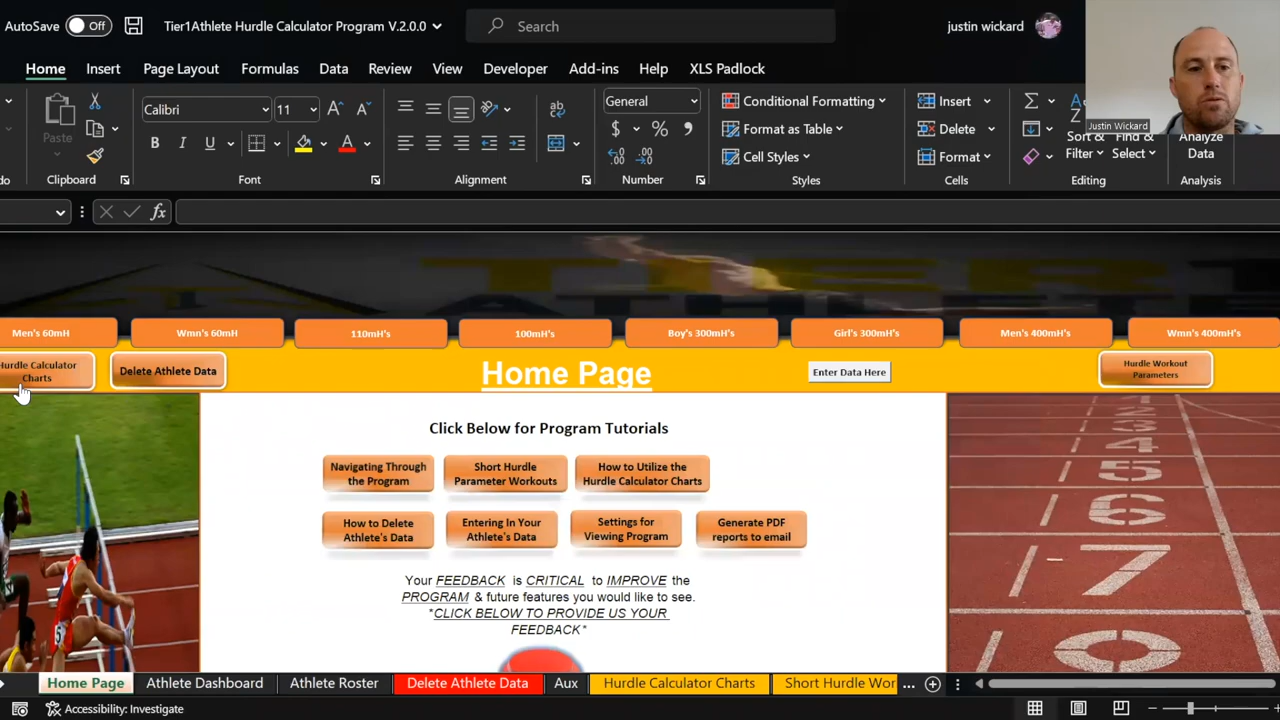 AutoSave Off Tier1Athlete Hurdle Calculator Program V.2.0.0 Search justin wickard
Home Insert Page Layout Formulas Data Review View Developer Add-ins Help XLS Padlock
Calibri 11 General Conditional Formatting Insert
Paste B I U A $ % Format as Table Delete Sort & Filter Find & Select Analyze Data
Cell Styles Format
Clipboard Font Alignment Number Styles Cells Editing Analysis
Justin Wickard
fx
Men's 60mH Wmn's 60mH 110mH's 100mH's Boy's 300mH's Girl's 300mH's Men's 400mH's Wmn's 400mH's
Hurdle Calculator Charts Delete Athlete Data Home Page Enter Data Here Hurdle Workout Parameters
Click Below for Program Tutorials
Navigating Through the Program Short Hurdle Parameter Workouts How to Utilize the Hurdle Calculator Charts
How to Delete Athlete's Data Entering In Your Athlete's Data Settings for Viewing Program Generate PDF reports to email
Your FEEDBACK is CRITICAL to IMPROVE the
PROGRAM & future features you would like to see.
*CLICK BELOW TO PROVIDE US YOUR
FEEDBACK*
4
5
6
7
Home Page Athlete Dashboard Athlete Roster Delete Athlete Data Aux Hurdle Calculator Charts Short Hurdle Wor ...
Accessibility: Investigate